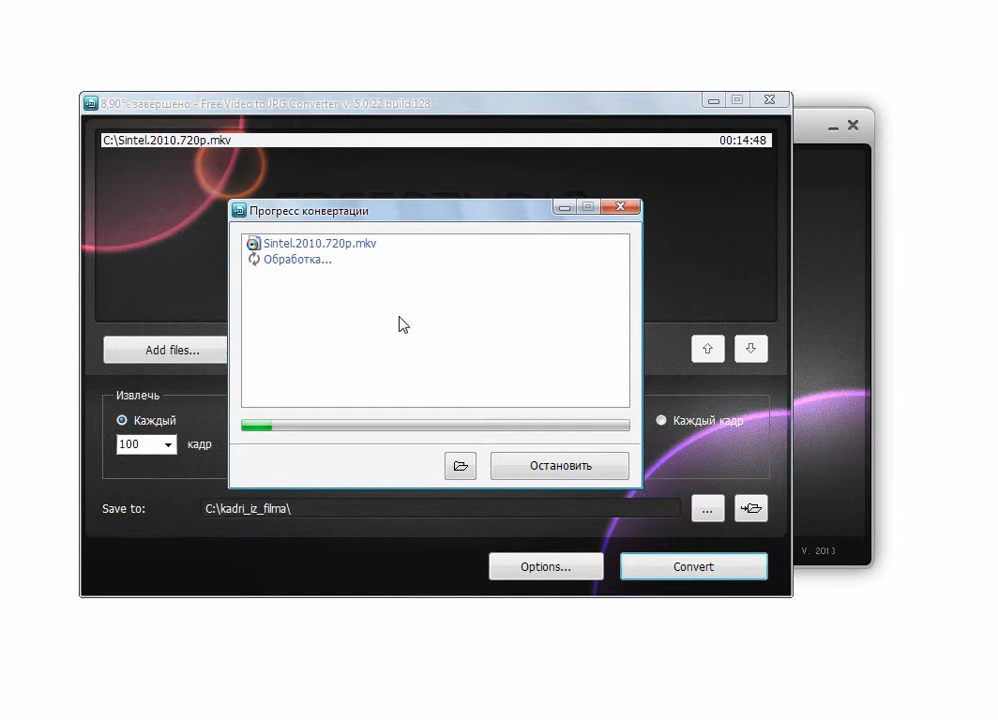 8,90% завершено - Free Video to JPG Converter v. 5.0.22 build 128
C:\Sintel.2010.720p.mkv 00:14:48
Прогресс конвертации
Sintel.2010.720p.mkv
Обработка...
Add files...
Извлечь
Каждый
Каждый кадр
100 кадр
Остановить
Save to: C:\kadri_iz_filma\ ...
V. 2013
Options... Convert